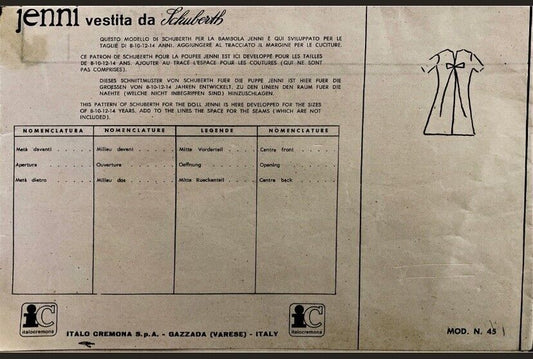 jenni vestita da Schuberth
QUESTO MODELLO DI SCHUBERTH PER LA BAMBOLA JENNI È QUI SVILUPPATO PER LE
TAGLIE DI 8-10-12-14 ANNI. AGGIUNGERE AL TRACCIATO IL MARGINE PER LE CUCITURE.
CE PATRON DE SCHUBERTH POUR LA POUPEE JENNI EST ICI DEVELOPPÉ POUR LES TAILLES
DE 8-10-12-14 ANS. AJOUTER AU TRACÉ L'ESPACE POUR LES COUTURES (QUI NE SONT
PAS COMPRISES).
DIESES SCHNITTMUSTER VON SCHUBERTH FUER DIE PUPPE JENNI IST HIER FUER DIE
GROESSEN VON 8-10-12-14 JAHREN ENTWICKELT. ZU DEN LINIEN DEN RAUM FUER DIE
NAEHTE (WELCHE NICHT INBEGRIFFEN SIND) HINZUSCHLAGEN.
THIS PATTERN OF SCHUBERTH FOR THE DOLL JENNI IS HERE DEVELOPPED FOR THE SIZES
OF 8-10-12-14 YEARS. ADD TO THE LINES THE SPACE FOR THE SEAMS (WHICH ARE NOT
INCLUDED).
NOMENCLATURA NOMENCLATURE LEGENDE NOMENCLATURE
Metà davanti Milieu devant Mitte Vorderteil Centre front
Apertura Ouverture Oeffnung Opening
Metà dietro Milieu dos Mitte Rueckenteil Centre back
iC italocremona
ITALO CREMONA S.p.A. - GAZZADA (VARESE) - ITALY
iC italocremona
MOD. N. 45